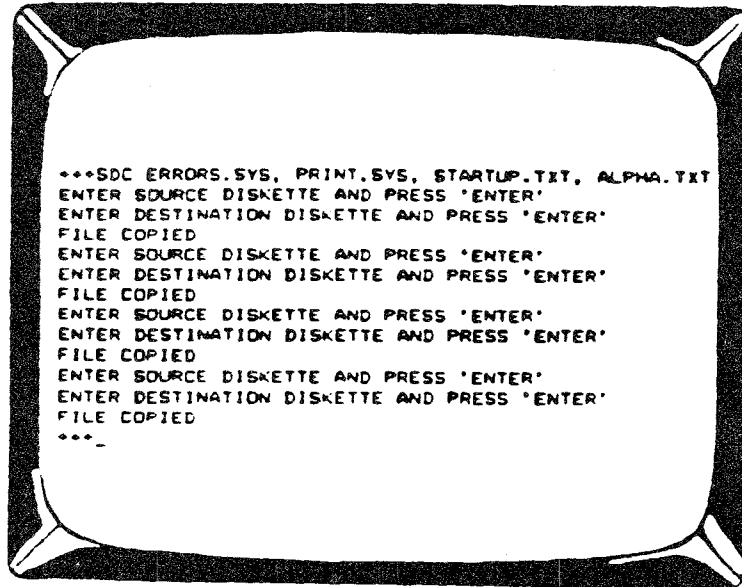 +++SDC ERRORS.SYS, PRINT.SYS, STARTUP.TXT, ALPHA.TXT
ENTER SOURCE DISKETTE AND PRESS 'ENTER'
ENTER DESTINATION DISKETTE AND PRESS 'ENTER'
FILE COPIED
ENTER SOURCE DISKETTE AND PRESS 'ENTER'
ENTER DESTINATION DISKETTE AND PRESS 'ENTER'
FILE COPIED
ENTER SOURCE DISKETTE AND PRESS 'ENTER'
ENTER DESTINATION DISKETTE AND PRESS 'ENTER'
FILE COPIED
ENTER SOURCE DISKETTE AND PRESS 'ENTER'
ENTER DESTINATION DISKETTE AND PRESS 'ENTER'
FILE COPIED
+++_